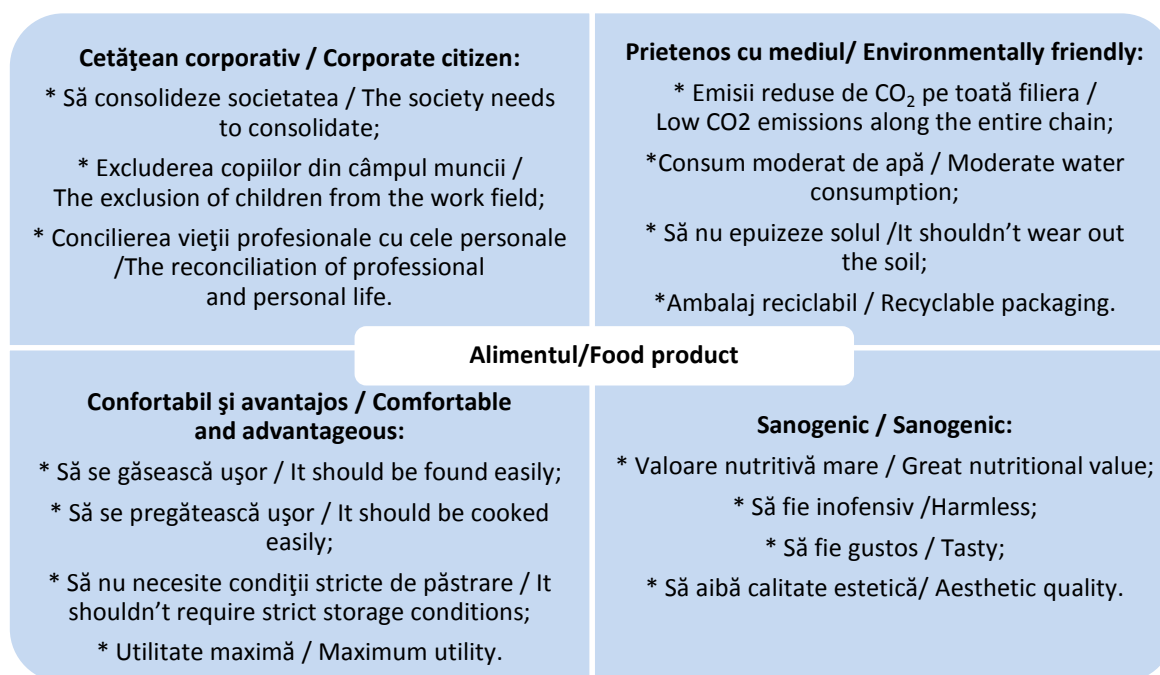 Cetăţean corporativ / Corporate citizen:
* Să consolideze societatea / The society needs
to consolidate;
* Excluderea copiilor din câmpul muncii /
The exclusion of children from the work field;
* Concilierea vieţii profesionale cu cele personale
/The reconciliation of professional
and personal life.
Prietenos cu mediul/ Environmentally friendly:
* Emisii reduse de CO₂ pe toată filiera /
Low CO2 emissions along the entire chain;
*Consum moderat de apă / Moderate water
consumption;
* Să nu epuizeze solul /It shouldn’t wear out
the soil;
*Ambalaj reciclabil / Recyclable packaging.
Alimentul/Food product
Confortabil şi avantajos / Comfortable
and advantageous:
* Să se găsească uşor / It should be found easily;
* Să se pregătească uşor / It should be cooked
easily;
* Să nu necesite condiţii stricte de păstrare / It
shouldn’t require strict storage conditions;
* Utilitate maximă / Maximum utility.
Sanogenic / Sanogenic:
* Valoare nutritivă mare / Great nutritional value;
* Să fie inofensiv /Harmless;
* Să fie gustos / Tasty;
* Să aibă calitate estetică/ Aesthetic quality.